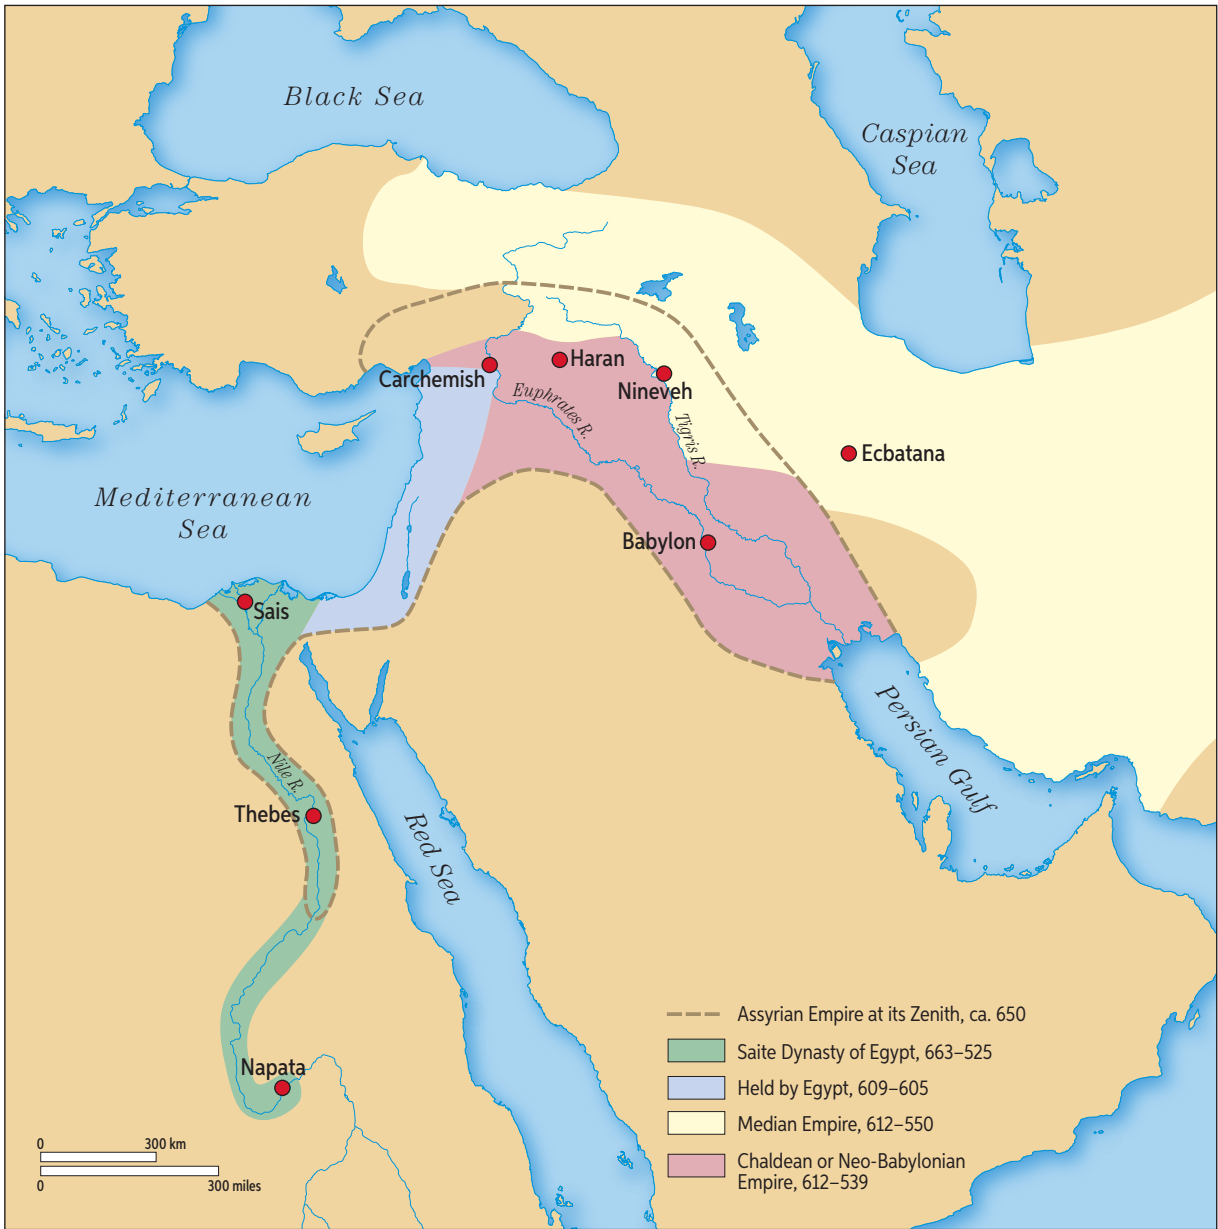 Black Sea
Caspian
Sea
Haran
Carchemish
Nineveh
Euphrates R.
Tigris R.
Ecbatana
Mediterranean
Sea
Babylon
Sais
Persian Gulf
Nile R.
Thebes
Red Sea
Napata
Assyrian Empire at its Zenith, ca. 650
Saite Dynasty of Egypt, 663–525
Held by Egypt, 609–605
Median Empire, 612–550
Chaldean or Neo-Babylonian
Empire, 612–539
0 300 km
0 300 miles